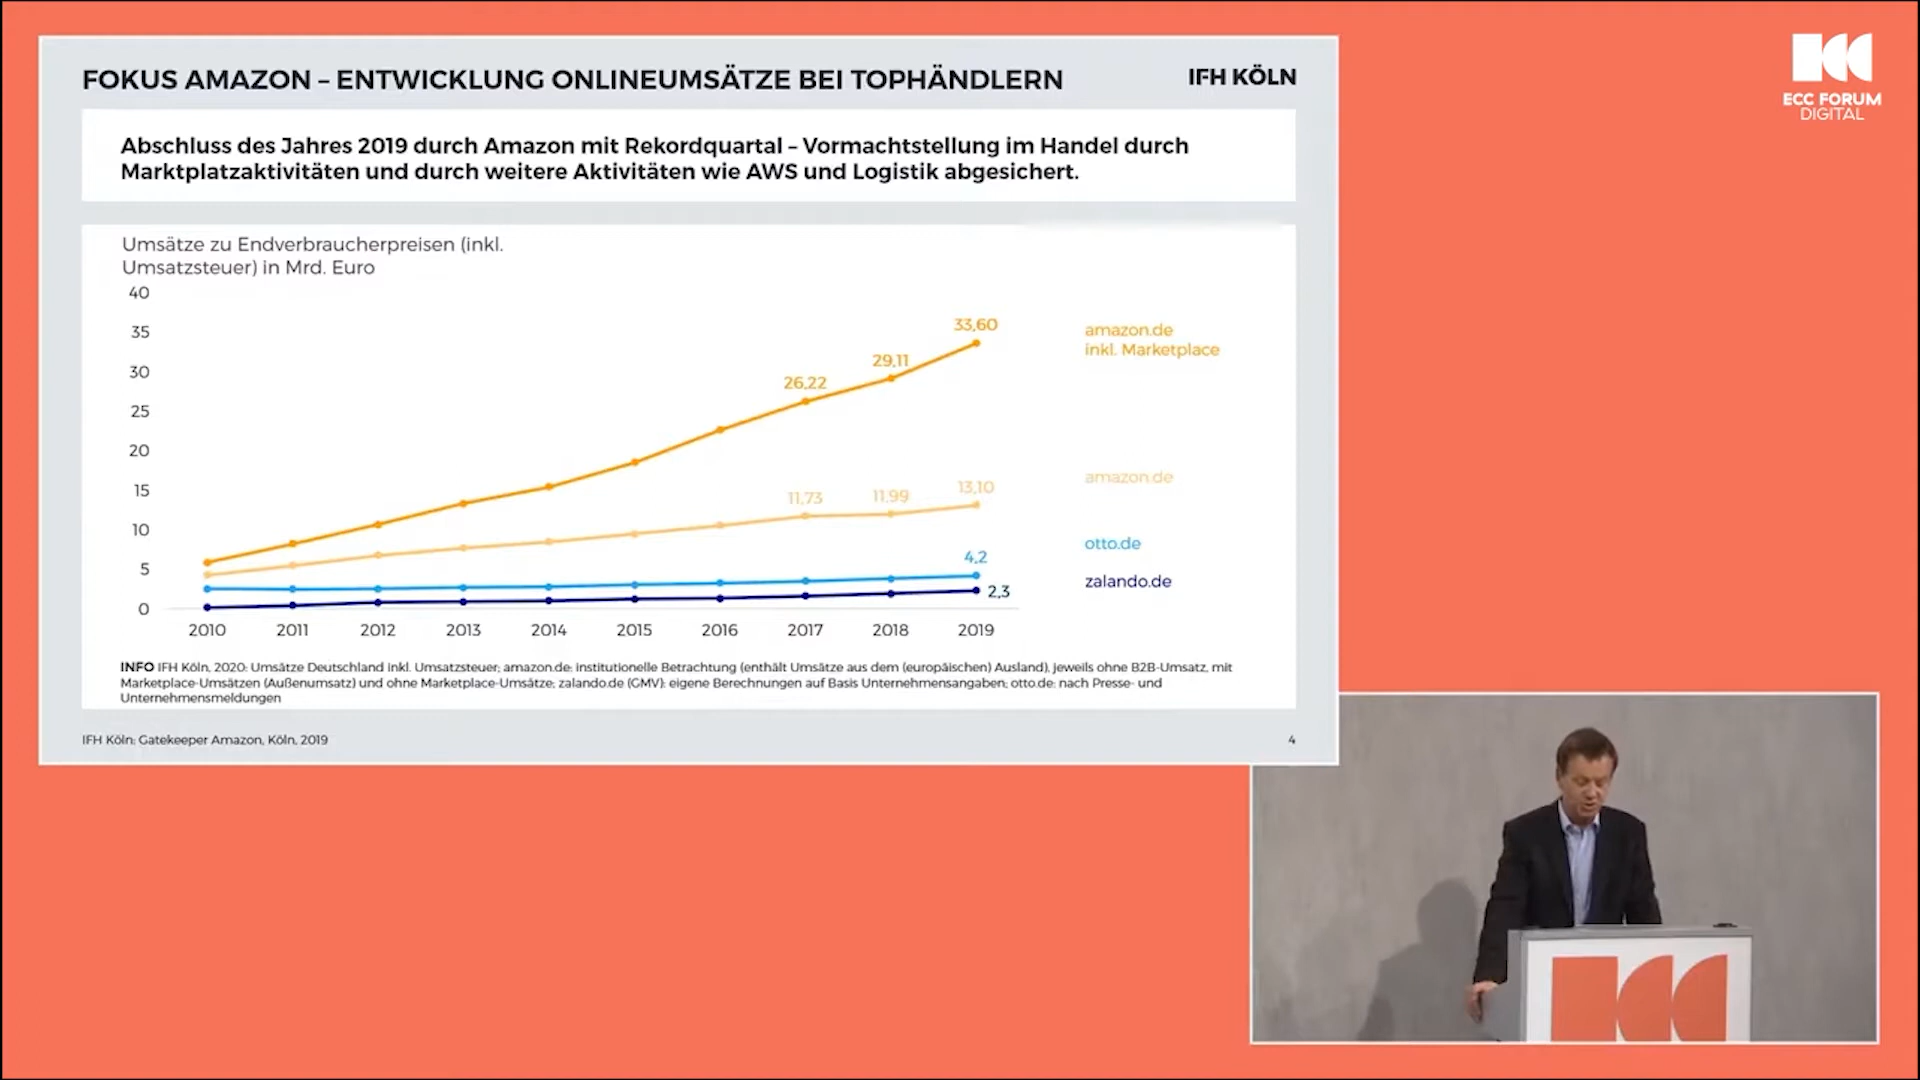 FOKUS AMAZON – ENTWICKLUNG ONLINEUMSÄTZE BEI TOPHÄNDLERN
IFH KÖLN
ECC FORUM
DIGITAL
Abschluss des Jahres 2019 durch Amazon mit Rekordquartal – Vormachtstellung im Handel durch
Marktplatzaktivitäten und durch weitere Aktivitäten wie AWS und Logistik abgesichert.
Umsätze zu Endverbraucherpreisen (inkl.
Umsatzsteuer) in Mrd. Euro
40
35
30
25
20
15
10
5
0
26,22
29,11
33,60
11,73
11,99
13,10
4,2
2,3
amazon.de
inkl. Marketplace
amazon.de
otto.de
zalando.de
2010 2011 2012 2013 2014 2015 2016 2017 2018 2019
INFO IFH Köln, 2020: Umsätze Deutschland inkl. Umsatzsteuer; amazon.de: institutionelle Betrachtung (enthält Umsätze aus dem (europäischen) Ausland), jeweils ohne B2B-Umsatz, mit
Marketplace-Umsätzen (Außenumsatz) und ohne Marketplace-Umsätze; zalando.de (GMV): eigene Berechnungen auf Basis Unternehmensangaben; otto.de: nach Presse- und
Unternehmensmeldungen
IFH Köln: Gatekeeper Amazon, Köln, 2019
4